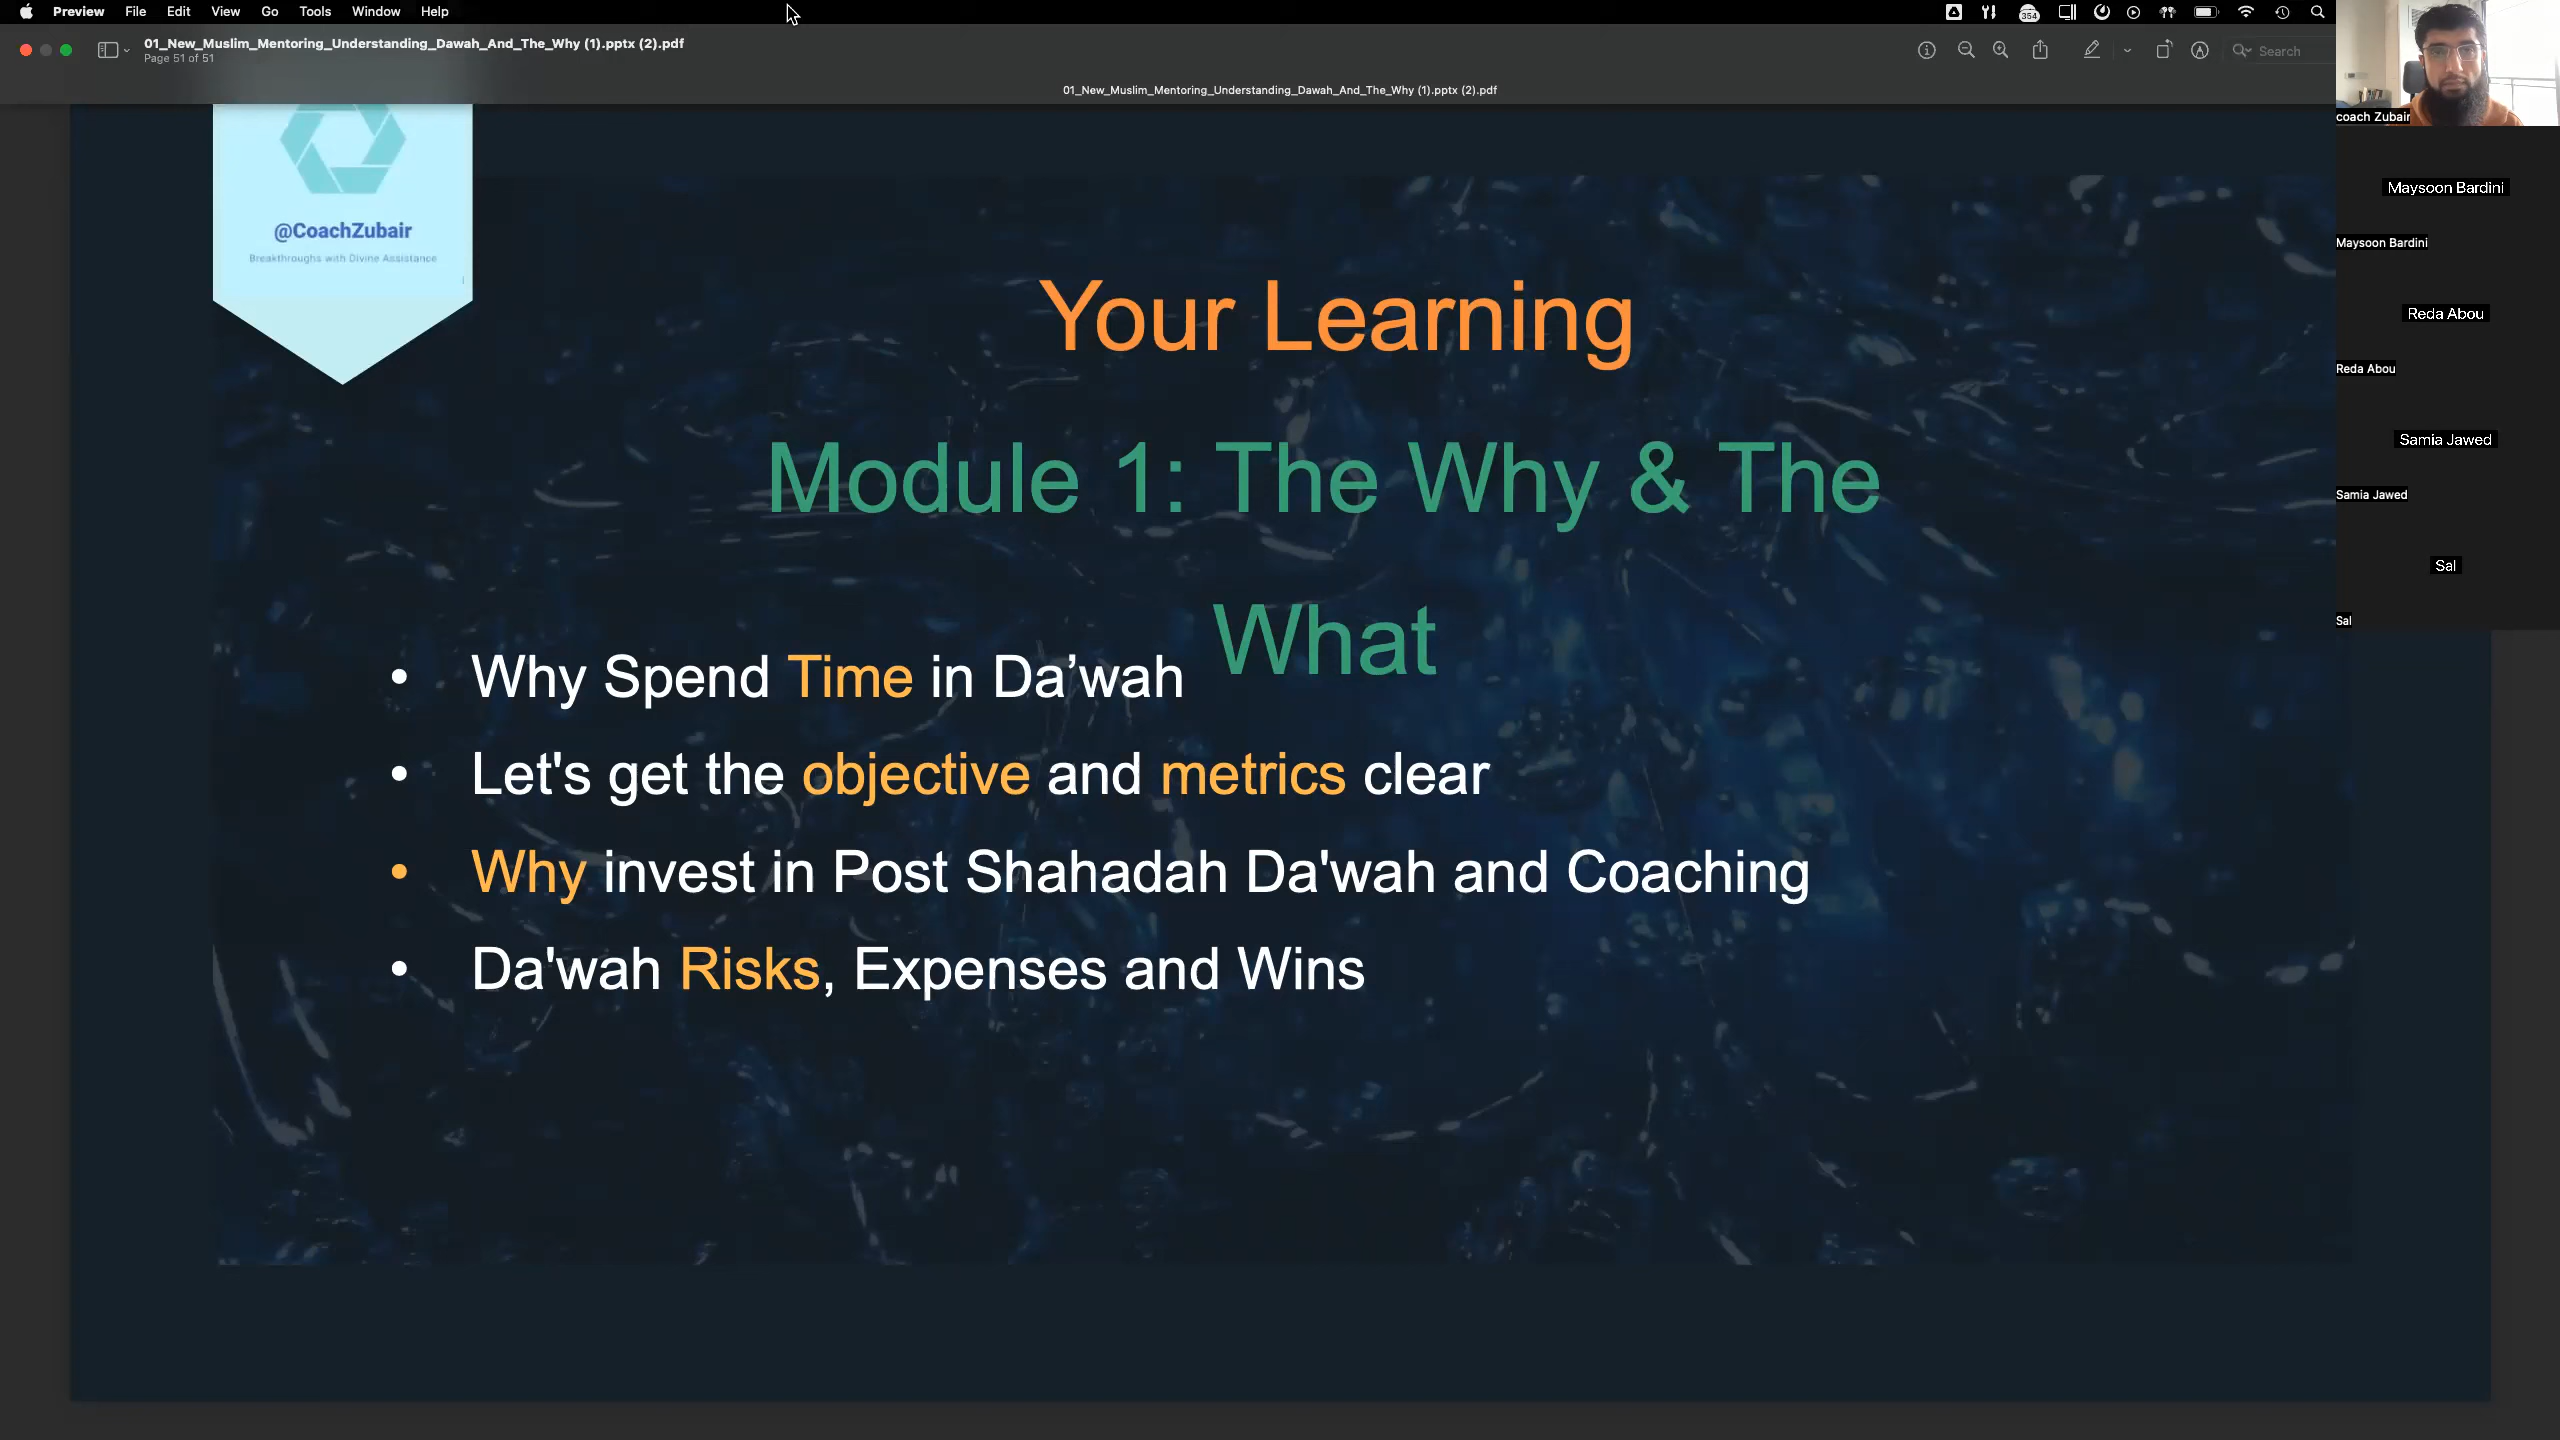 Preview File Edit View Go Tools Window Help
354
01_New_Muslim_Mentoring_Understanding_Dawah_And_The_Why (1).pptx (2).pdf
Page 51 of 51
Search
01_New_Muslim_Mentoring_Understanding_Dawah_And_The_Why (1).pptx (2).pdf
@CoachZubair
Breakthroughs with Divine Assistance
Your Learning
Module 1: The Why & The
What
• Why Spend Time in Da’wah
• Let's get the objective and metrics clear
• Why invest in Post Shahadah Da'wah and Coaching
• Da'wah Risks, Expenses and Wins
coach Zubair
Maysoon Bardini
Maysoon Bardini
Reda Abou
Reda Abou
Samia Jawed
Samia Jawed
Sal
Sal